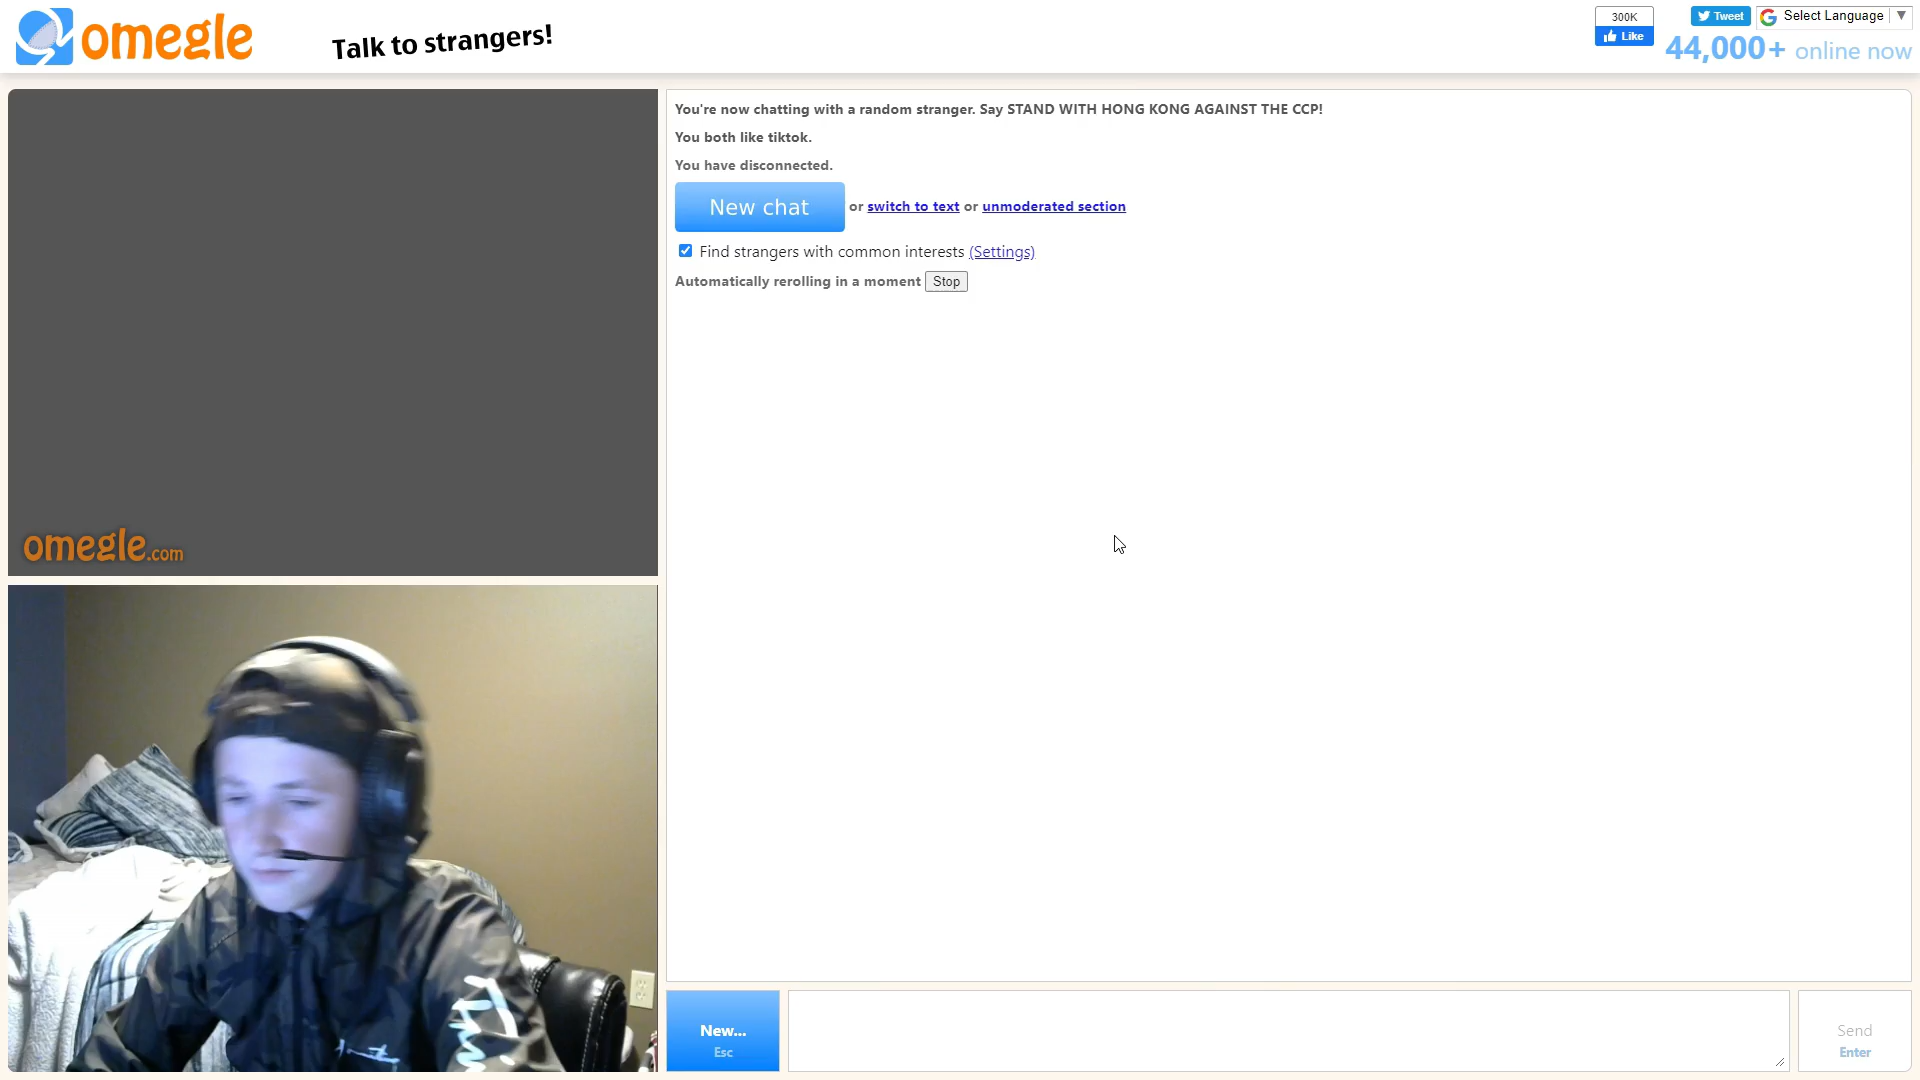 omegle
Talk to strangers!
300K
Like
Tweet
Select Language
44,000+ online now
omegle.com
You're now chatting with a random stranger. Say STAND WITH HONG KONG AGAINST THE CCP!
You both like tiktok.
You have disconnected.
New chat or switch to text or unmoderated section
Find strangers with common interests (Settings)
Automatically rerolling in a moment Stop
New...
Esc
Send
Enter